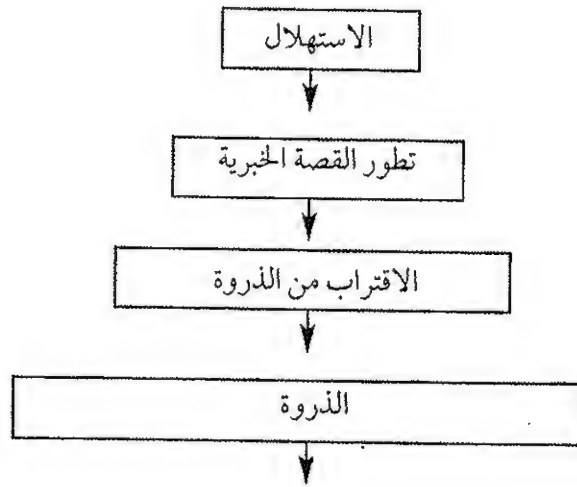 الاستهلال
تطور القصة الخبرية
الاقتراب من الذروة
الذروة